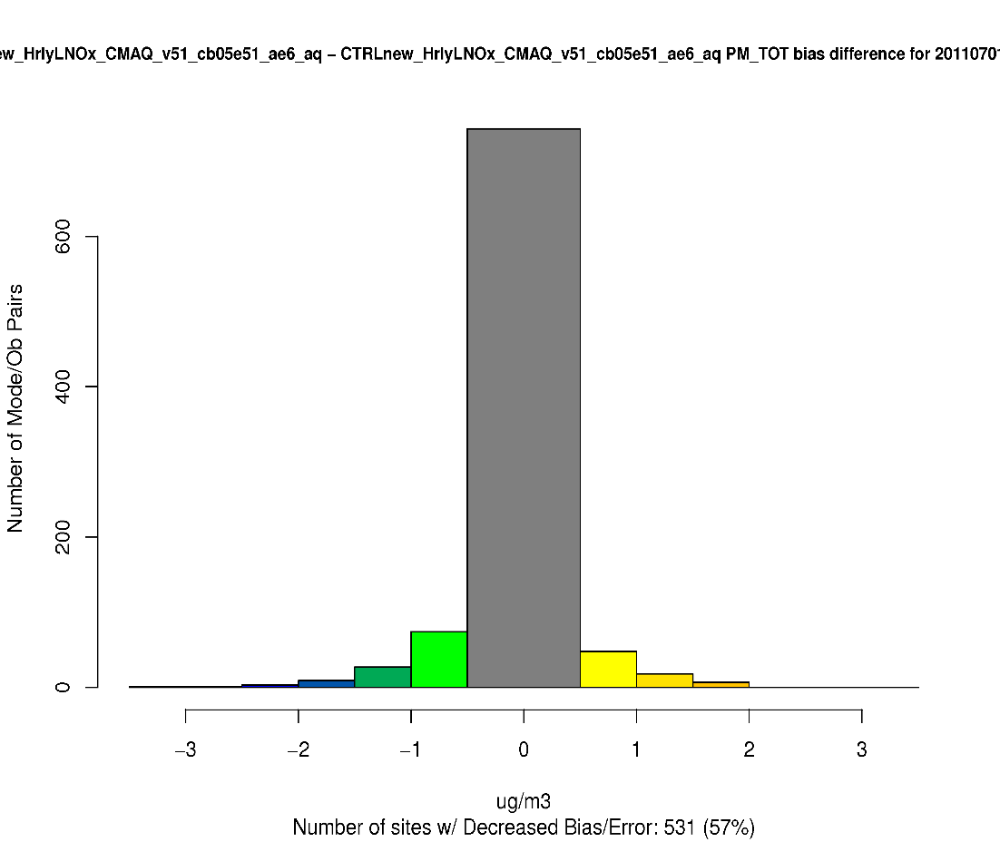 ew_HrlyLNOx_CMAQ_v51_cb05e51_ae6_aq − CTRLnew_HrlyLNOx_CMAQ_v51_cb05e51_ae6_aq PM_TOT bias difference for 2011070
Number of Mode/Ob Pairs
600
400
200
0
−3 −2 −1 0 1 2 3
ug/m3
Number of sites w/ Decreased Bias/Error: 531 (57%)